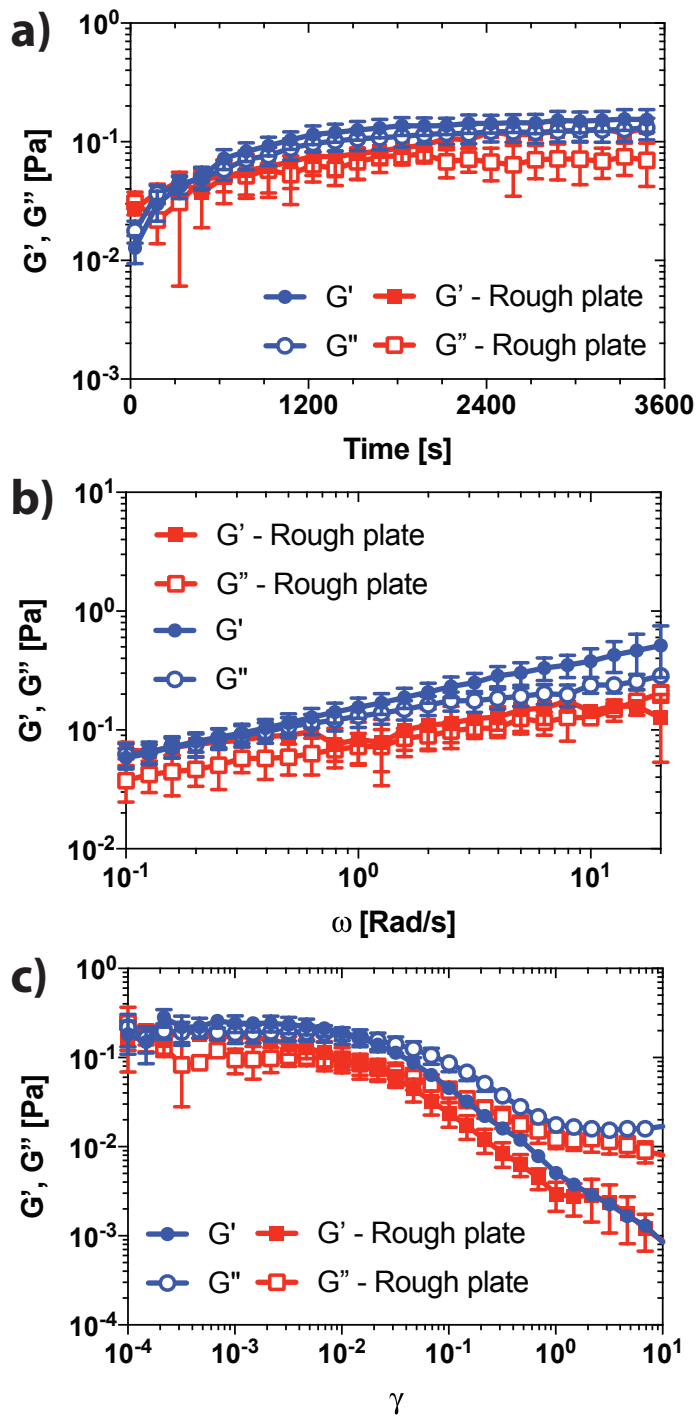 a)
10⁰
10⁻¹
10⁻²
10⁻³
G', G” [Pa]
G' G’ - Rough plate
G" G” - Rough plate
0 1200 2400 3600
Time [s]
b)
10¹
10⁰
10⁻¹
10⁻²
G', G” [Pa]
G’ - Rough plate
G” - Rough plate
G'
G"
10⁻¹ 10⁰ 10¹
ω [Rad/s]
c)
10⁰
10⁻¹
10⁻²
10⁻³
10⁻⁴
G', G” [Pa]
G' G’ - Rough plate
G" G” - Rough plate
10⁻⁴ 10⁻³ 10⁻² 10⁻¹ 10⁰ 10¹
γ